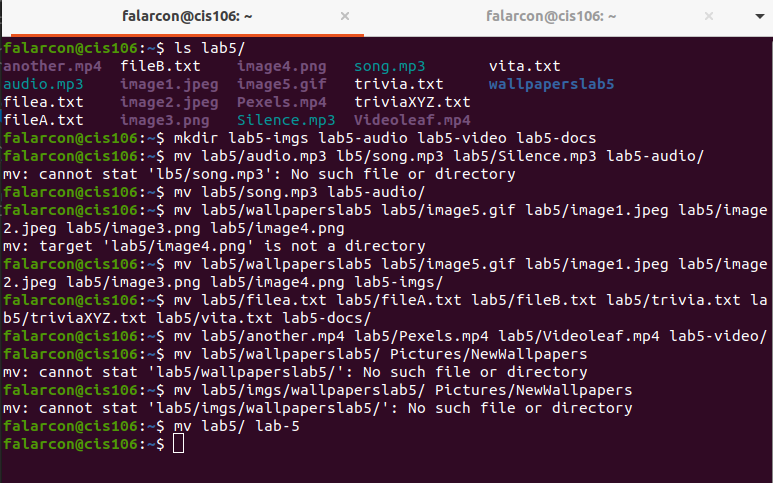 falarcon@cis106: ~ falarcon@cis106: ~
falarcon@cis106:~$ ls lab5/
another.mp4 fileB.txt image4.png song.mp3 vita.txt
audio.mp3 image1.jpeg image5.gif trivia.txt wallpaperslab5
filea.txt image2.jpeg Pexels.mp4 triviaXYZ.txt
fileA.txt image3.png Silence.mp3 Videoleaf.mp4
falarcon@cis106:~$ mkdir lab5-imgs lab5-audio lab5-video lab5-docs
falarcon@cis106:~$ mv lab5/audio.mp3 lb5/song.mp3 lab5/Silence.mp3 lab5-audio/
mv: cannot stat 'lb5/song.mp3': No such file or directory
falarcon@cis106:~$ mv lab5/song.mp3 lab5-audio/
falarcon@cis106:~$ mv lab5/wallpaperslab5 lab5/image5.gif lab5/image1.jpeg lab5/image
2.jpeg lab5/image3.png lab5/image4.png
mv: target 'lab5/image4.png' is not a directory
falarcon@cis106:~$ mv lab5/wallpaperslab5 lab5/image5.gif lab5/image1.jpeg lab5/image
2.jpeg lab5/image3.png lab5/image4.png lab5-imgs/
falarcon@cis106:~$ mv lab5/filea.txt lab5/fileA.txt lab5/fileB.txt lab5/trivia.txt la
b5/triviaXYZ.txt lab5/vita.txt lab5-docs/
falarcon@cis106:~$ mv lab5/another.mp4 lab5/Pexels.mp4 lab5/Videoleaf.mp4 lab5-video/
falarcon@cis106:~$ mv lab5/wallpaperslab5/ Pictures/NewWallpapers
mv: cannot stat 'lab5/wallpaperslab5/': No such file or directory
falarcon@cis106:~$ mv lab5/imgs/wallpaperslab5/ Pictures/NewWallpapers
mv: cannot stat 'lab5/imgs/wallpaperslab5/': No such file or directory
falarcon@cis106:~$ mv lab5/ lab-5
falarcon@cis106:~$